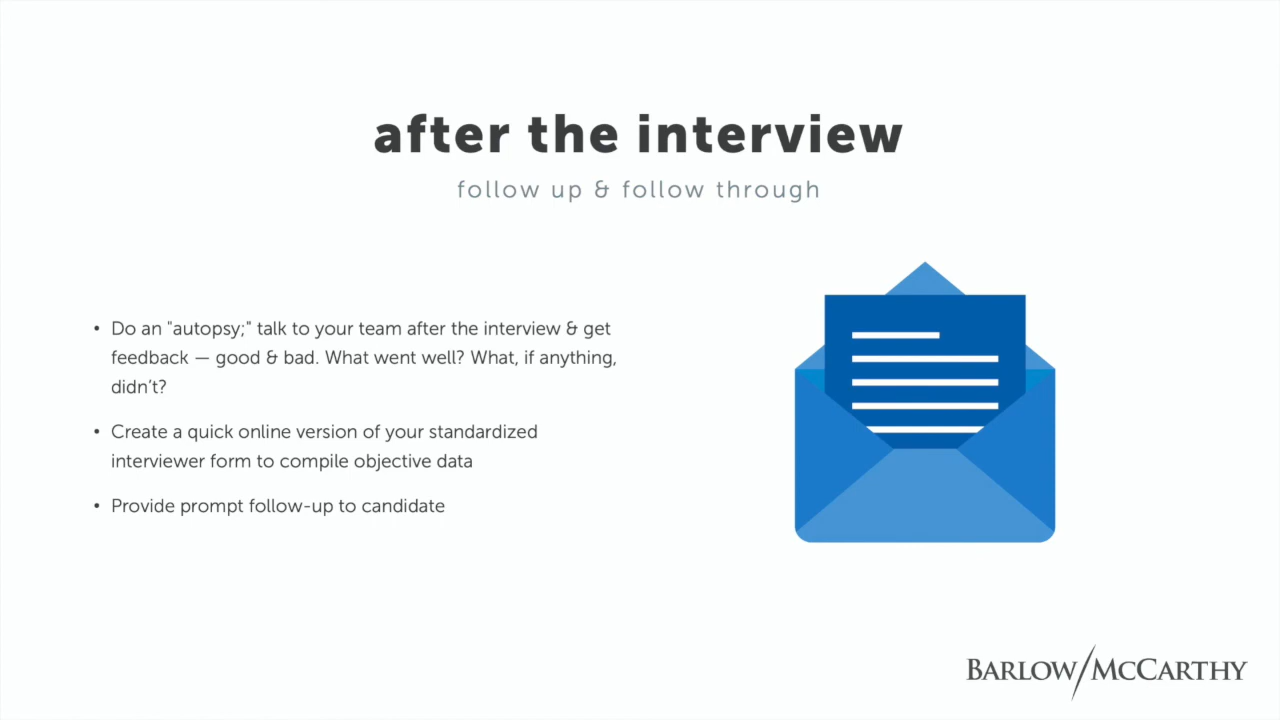 after the interview
follow up & follow through
• Do an "autopsy;" talk to your team after the interview & get
feedback — good & bad. What went well? What, if anything,
didn't?
• Create a quick online version of your standardized
interviewer form to compile objective data
• Provide prompt follow-up to candidate
BARLOW/MCCARTHY